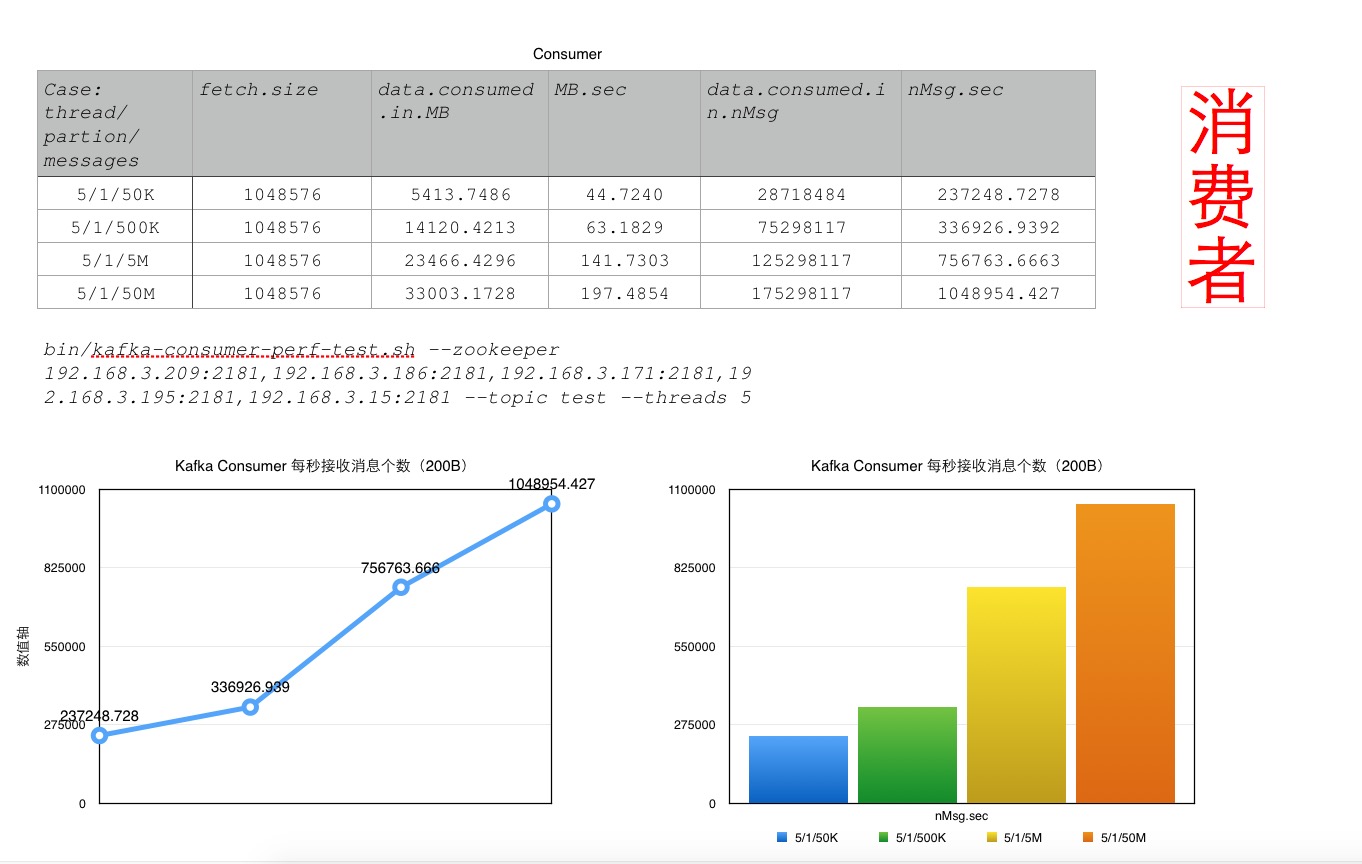 Consumer
Case: thread/ partion/ messages fetch.size data.consumed.in.MB MB.sec data.consumed.in.nMsg nMsg.sec
5/1/50K 1048576 5413.7486 44.7240 28718484 237248.7278
5/1/500K 1048576 14120.4213 63.1829 75298117 336926.9392
5/1/5M 1048576 23466.4296 141.7303 125298117 756763.6663
5/1/50M 1048576 33003.1728 197.4854 175298117 1048954.427
消费者
bin/kafka-consumer-perf-test.sh --zookeeper
192.168.3.209:2181,192.168.3.186:2181,192.168.3.171:2181,19
2.168.3.195:2181,192.168.3.15:2181 --topic test --threads 5
Kafka Consumer 每秒接收消息个数（200B）
1100000
825000
550000
275000
0
数值轴
237248.728
336926.939
756763.666
1048954.427
Kafka Consumer 每秒接收消息个数（200B）
1100000
825000
550000
275000
0
nMsg.sec
5/1/50K 5/1/500K 5/1/5M 5/1/50M